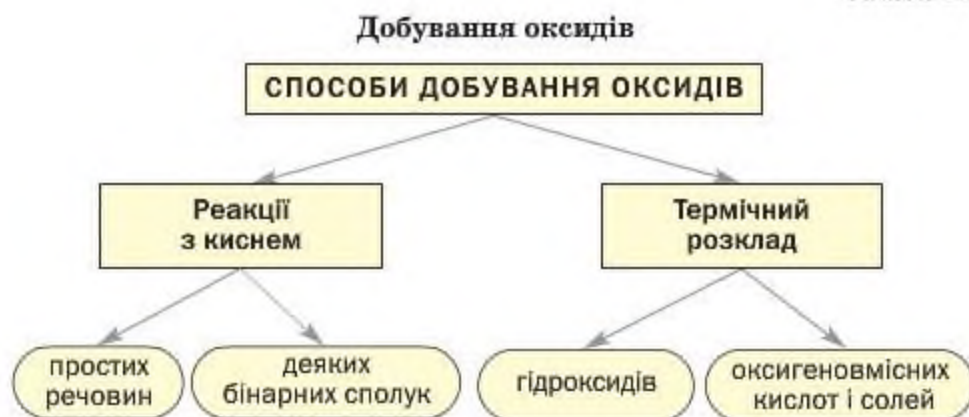 Добування оксидів
СПОСОБИ ДОБУВАННЯ ОКСИДІВ
Реакції
з киснем
Термічний
розклад
простих
речовин
деяких
бінарних сполук
гідроксидів
оксигеновмісних
кислот і солей